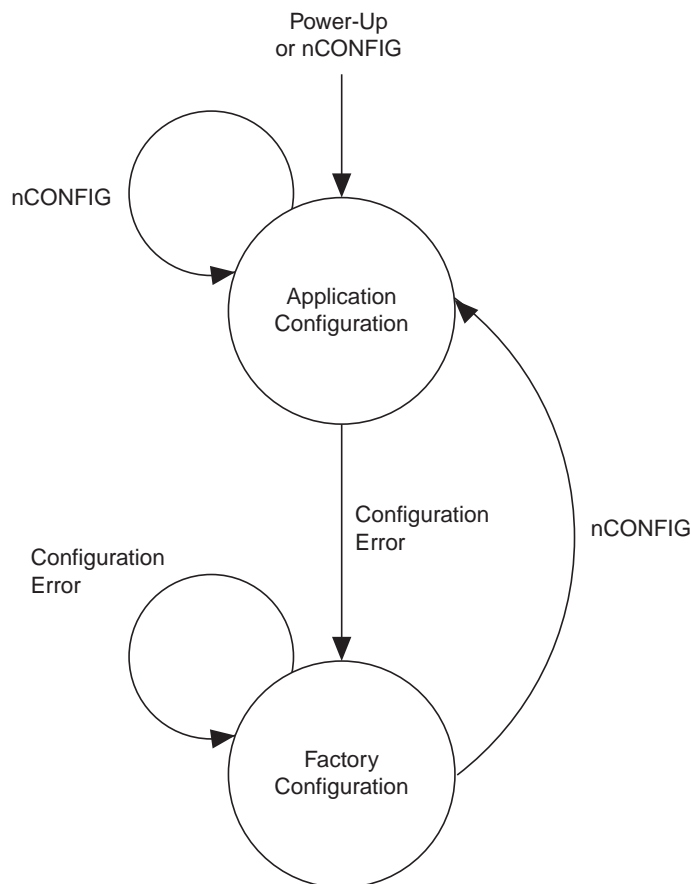 Power-Up
or nCONFIG
nCONFIG
Application
Configuration
Configuration
Error
nCONFIG
Configuration
Error
Factory
Configuration